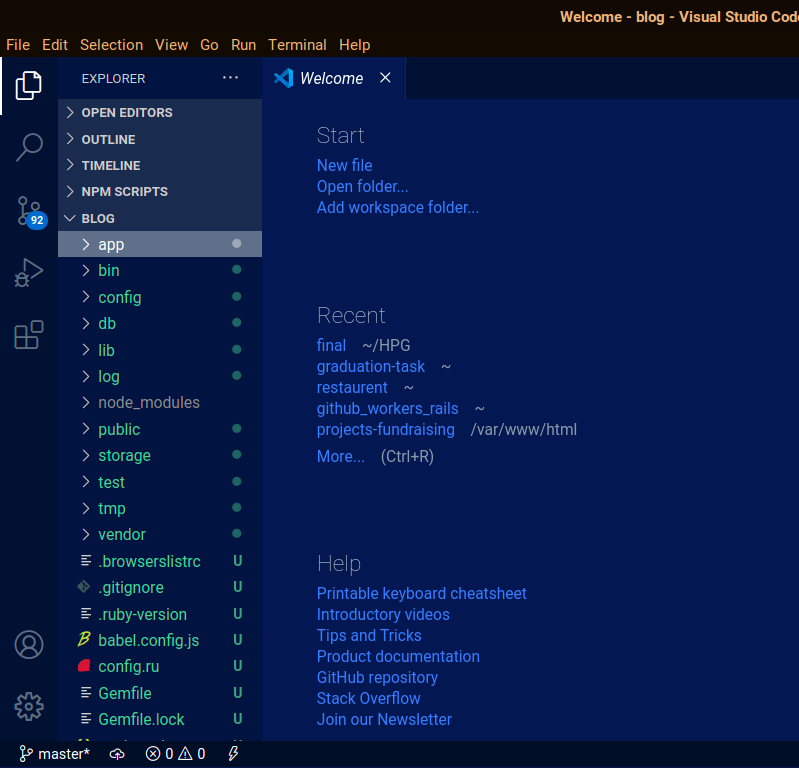 Welcome - blog - Visual Studio Code
File Edit Selection View Go Run Terminal Help
EXPLORER ...
Welcome
OPEN EDITORS
OUTLINE
TIMELINE
NPM SCRIPTS
BLOG
app
bin
config
db
lib
log
node_modules
public
storage
test
tmp
vendor
.browserslistrc U
.gitignore U
.ruby-version U
babel.config.js U
config.ru U
Gemfile U
Gemfile.lock U
92
Start
New file
Open folder...
Add workspace folder...
Recent
final ~/HPG
graduation-task ~
restaurent ~
github_workers_rails ~
projects-fundraising /var/www/html
More... (Ctrl+R)
Help
Printable keyboard cheatsheet
Introductory videos
Tips and Tricks
Product documentation
GitHub repository
Stack Overflow
Join our Newsletter
master* 0 0